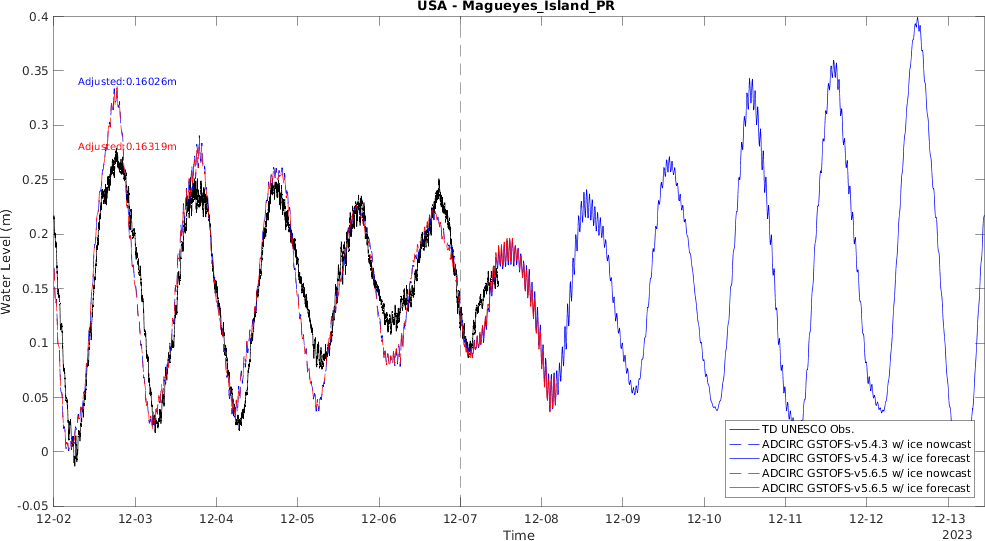 USA - Magueyes_Island_PR
0.4
0.35
0.3
0.25
0.2
0.15
0.1
0.05
0
-0.05
Water Level (m)
Adjusted:0.16026m
Adjusted:0.16319m
TD UNESCO Obs.
ADCIRC GSTOFS-v5.4.3 w/ ice nowcast
ADCIRC GSTOFS-v5.4.3 w/ ice forecast
ADCIRC GSTOFS-v5.6.5 w/ ice nowcast
ADCIRC GSTOFS-v5.6.5 w/ ice forecast
12-02 12-03 12-04 12-05 12-06 12-07 12-08 12-09 12-10 12-11 12-12 12-13
Time
2023